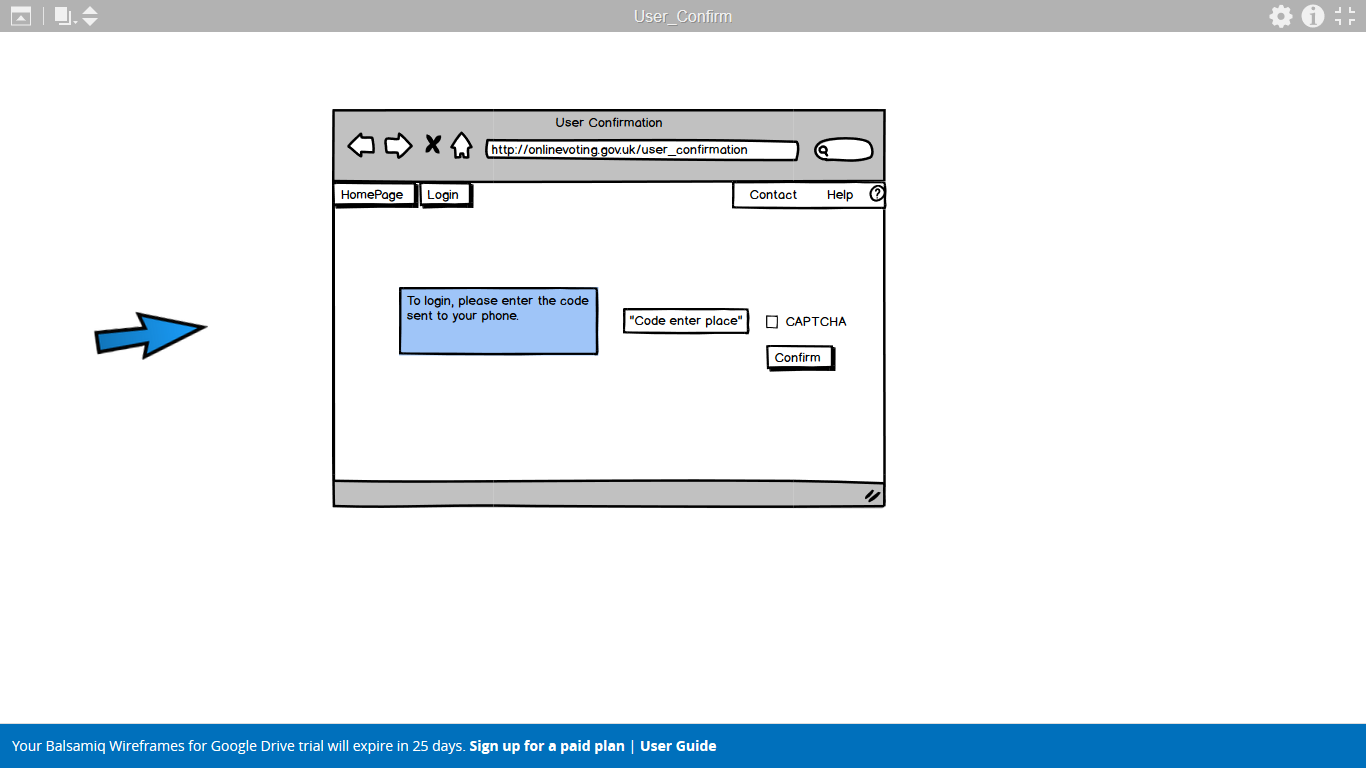 User_Confirm
User Confirmation
http://onlinevoting.gov.uk/user_confirmation
HomePage Login Contact Help ?
To login, please enter the code
sent to your phone.
"Code enter place" CAPTCHA
Confirm
Your Balsamiq Wireframes for Google Drive trial will expire in 25 days. Sign up for a paid plan | User Guide